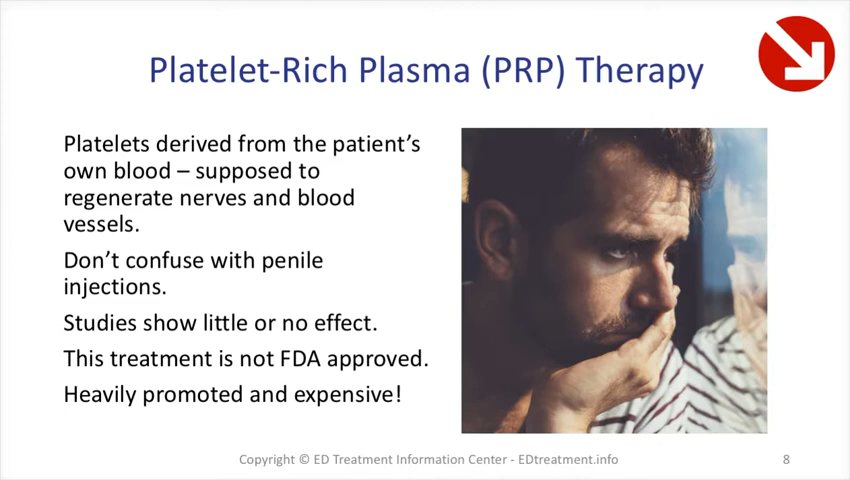 Platelet-Rich Plasma (PRP) Therapy
Platelets derived from the patient’s
own blood – supposed to
regenerate nerves and blood
vessels.
Don’t confuse with penile
injections.
Studies show little or no effect.
This treatment is not FDA approved.
Heavily promoted and expensive!
Copyright © ED Treatment Information Center - EDtreatment.info
8